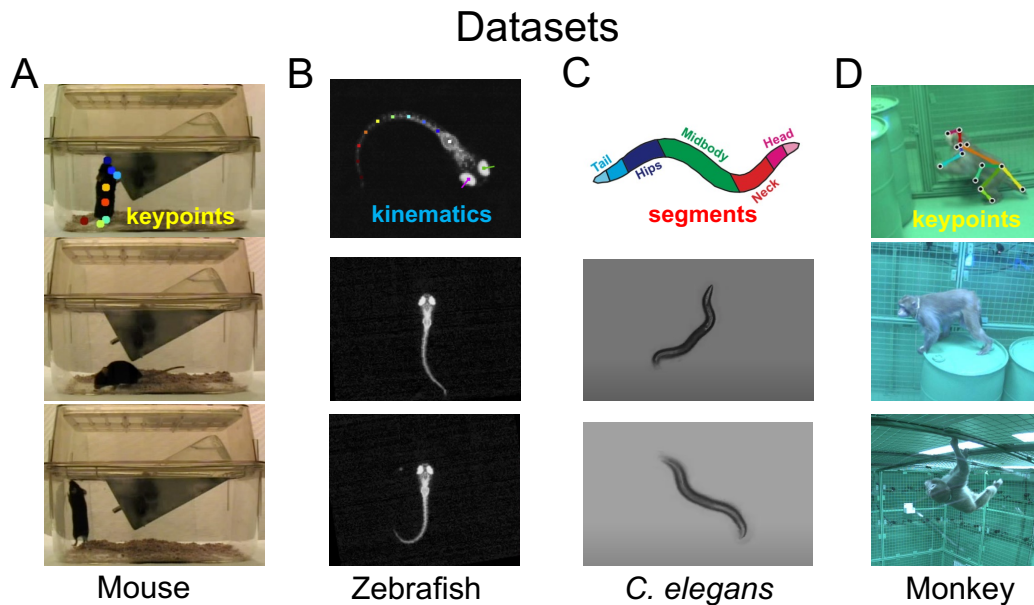 Datasets
A
B
C
D
keypoints
kinematics
Tail
Hips
Midbody
Neck
Head
segments
keypoints
Mouse
Zebrafish
C. elegans
Monkey